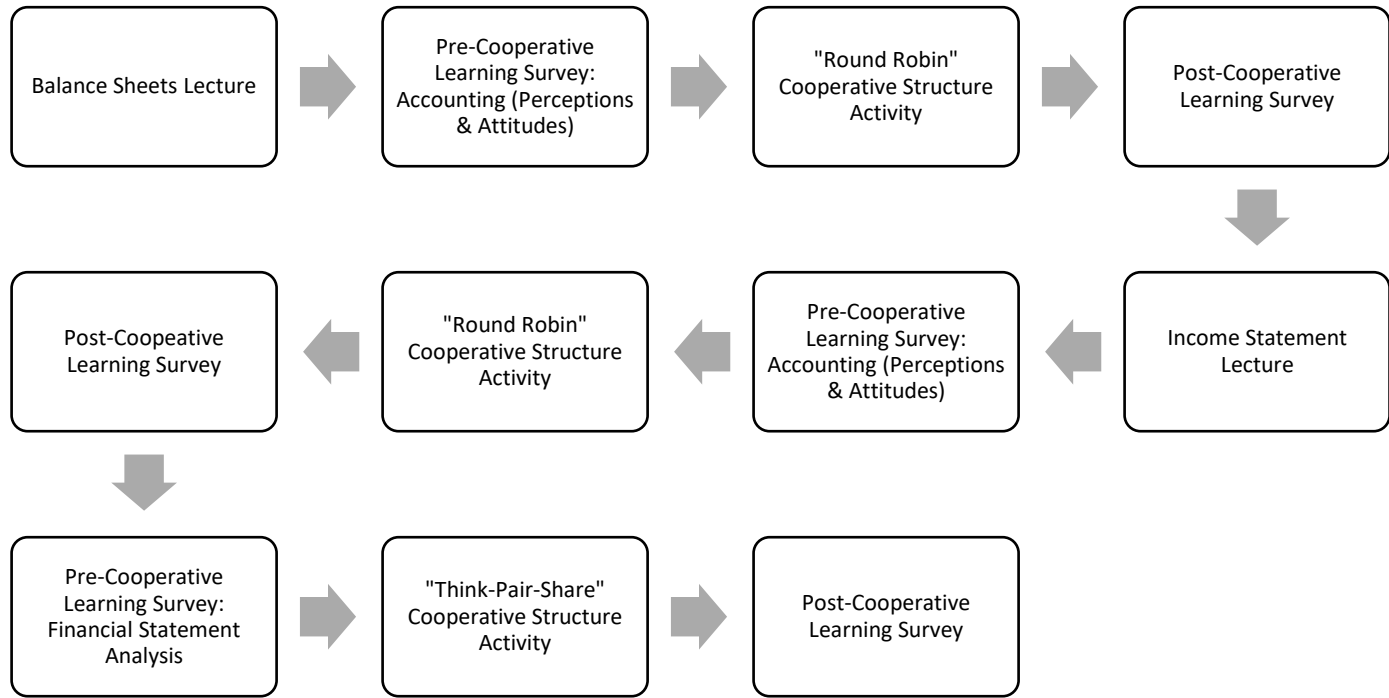 Balance Sheets Lecture
Pre-Cooperative
Learning Survey:
Accounting (Perceptions
& Attitudes)
"Round Robin"
Cooperative Structure
Activity
Post-Cooperative
Learning Survey
Income Statement
Lecture
Pre-Cooperative
Learning Survey:
Accounting (Perceptions
& Attitudes)
"Round Robin"
Cooperative Structure
Activity
Post-Coopeative
Learning Survey
Pre-Cooperative
Learning Survey:
Financial Statement
Analysis
"Think-Pair-Share"
Cooperative Structure
Activity
Post-Cooperative
Learning Survey